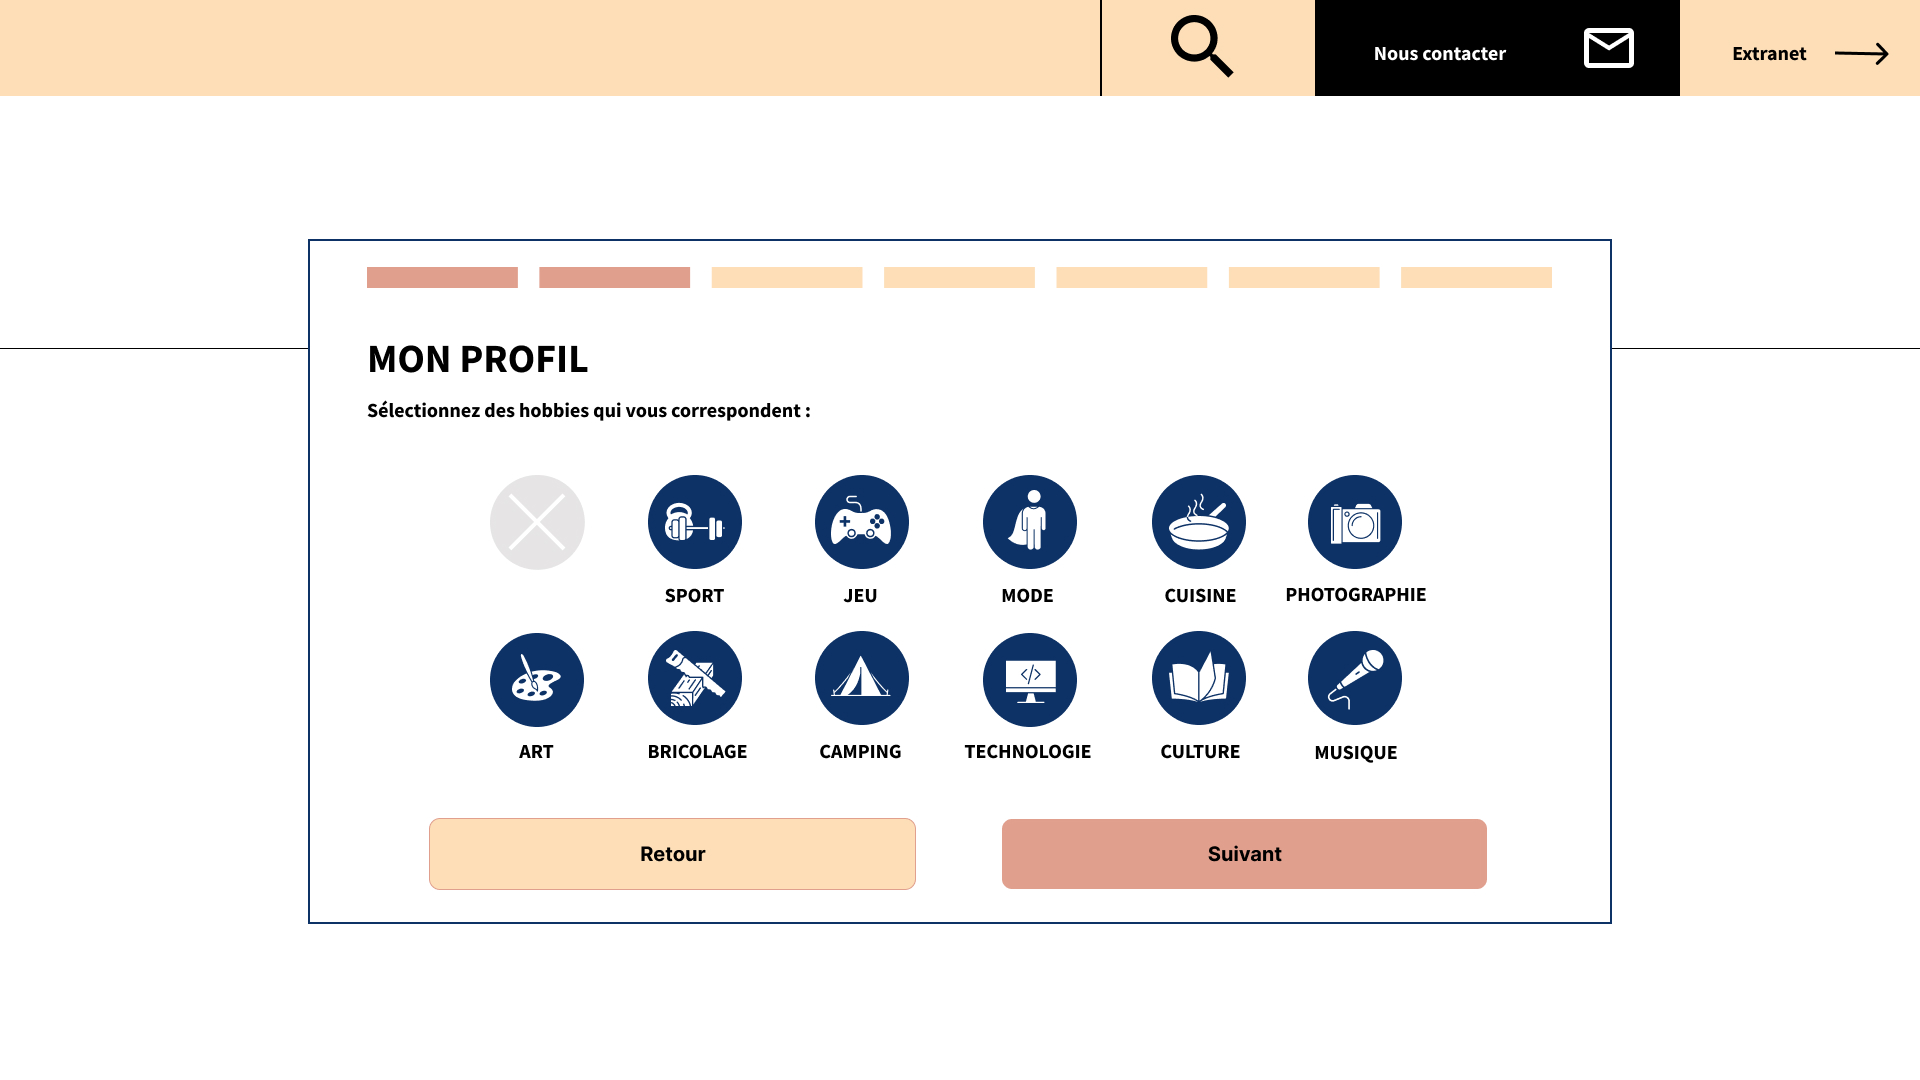 Nous contacter
Extranet
MON PROFIL
Sélectionnez des hobbies qui vous correspondent :
SPORT
JEU
MODE
CUISINE
PHOTOGRAPHIE
ART
BRICOLAGE
CAMPING
TECHNOLOGIE
CULTURE
MUSIQUE
Retour
Suivant